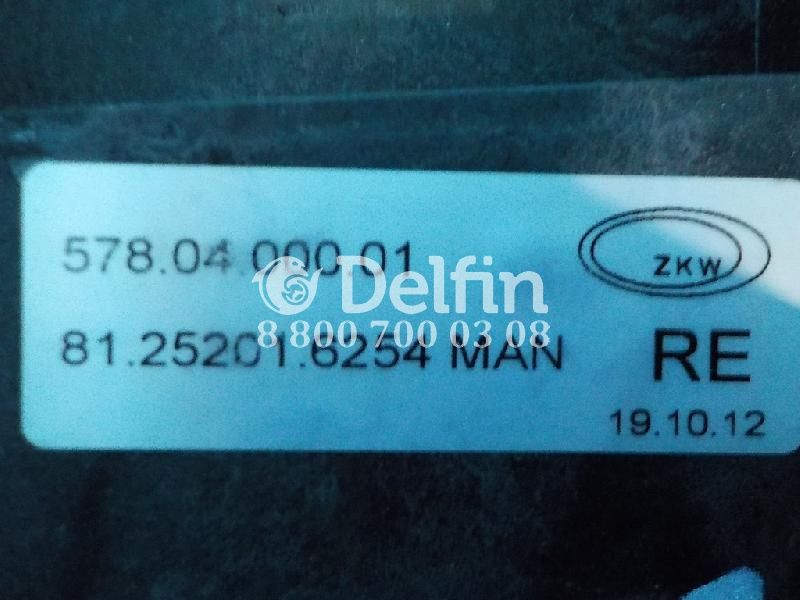 578.04.000.01
ZKW
Delfin
8 800 700 03 08
81.25201.6254 MAN
RE
19.10.12